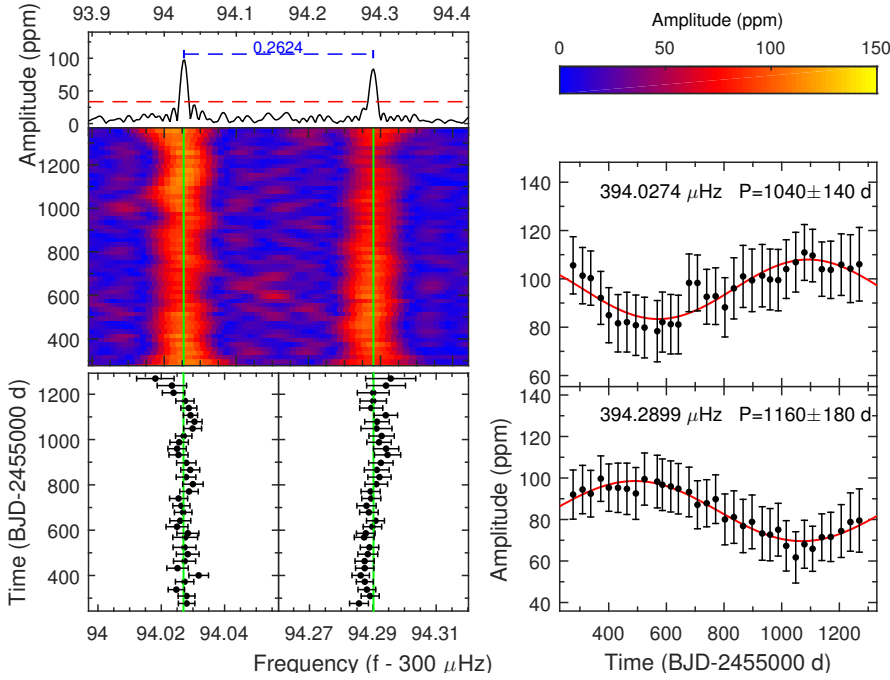 93.9 94 94.1 94.2 94.3 94.4
Amplitude (ppm)
100
50
0
0.2624
Amplitude (ppm)
0 50 100 150
1200
1000
800
600
400
Time (BJD-2455000 d)
1200
1000
800
600
400
94 94.02 94.04 94.27 94.29 94.31
Frequency (f - 300 μHz)
394.0274 μHz P=1040±140 d
140
120
100
80
60
394.2899 μHz P=1160±180 d
Amplitude (ppm)
140
120
100
80
60
40
400 600 800 1000 1200
Time (BJD-2455000 d)